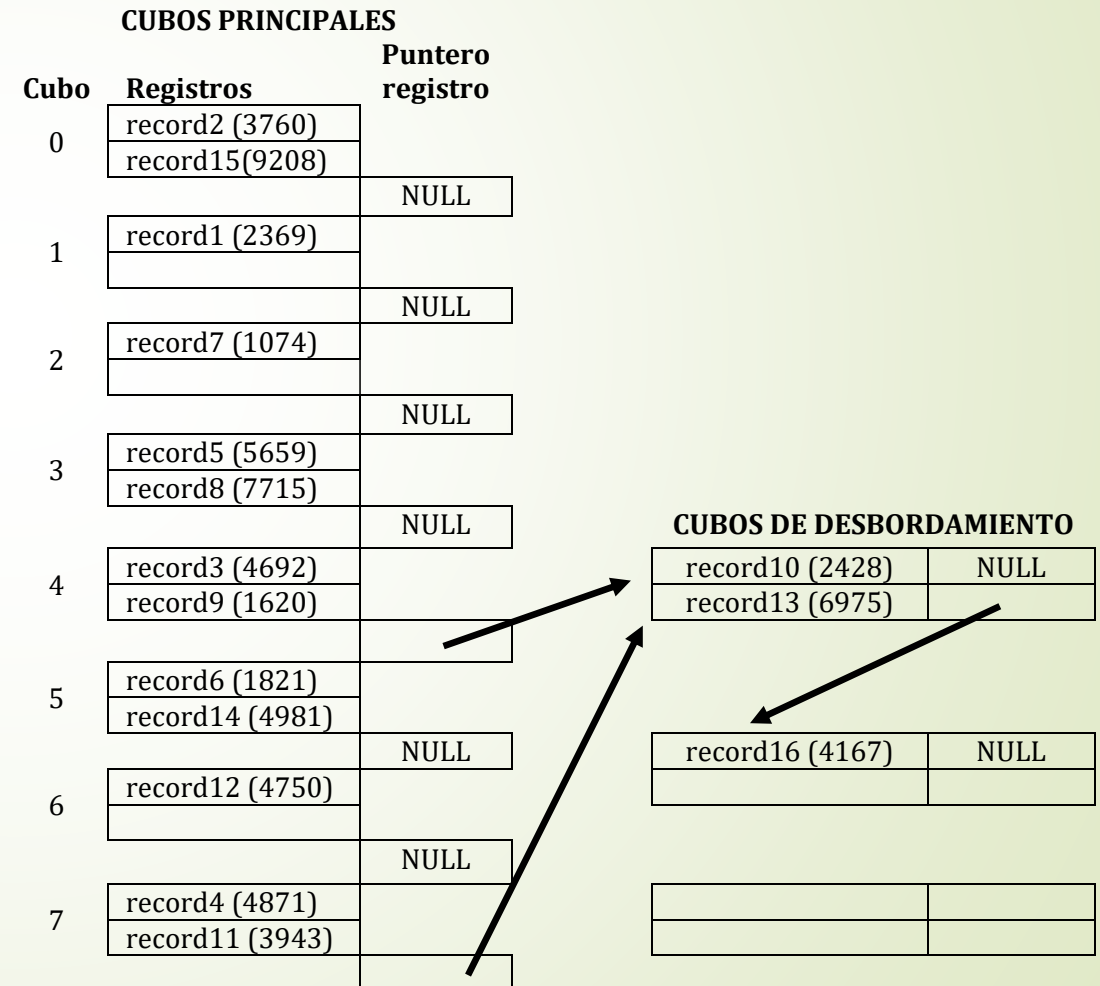 CUBOS PRINCIPALES
Puntero
Cubo Registros registro
0
record2 (3760)
record15(9208)
NULL
1
record1 (2369)
NULL
2
record7 (1074)
NULL
3
record5 (5659)
record8 (7715)
NULL
4
record3 (4692)
record9 (1620)
5
record6 (1821)
record14 (4981)
NULL
6
record12 (4750)
NULL
7
record4 (4871)
record11 (3943)
CUBOS DE DESBORDAMIENTO
record10 (2428) NULL
record13 (6975)
record16 (4167) NULL